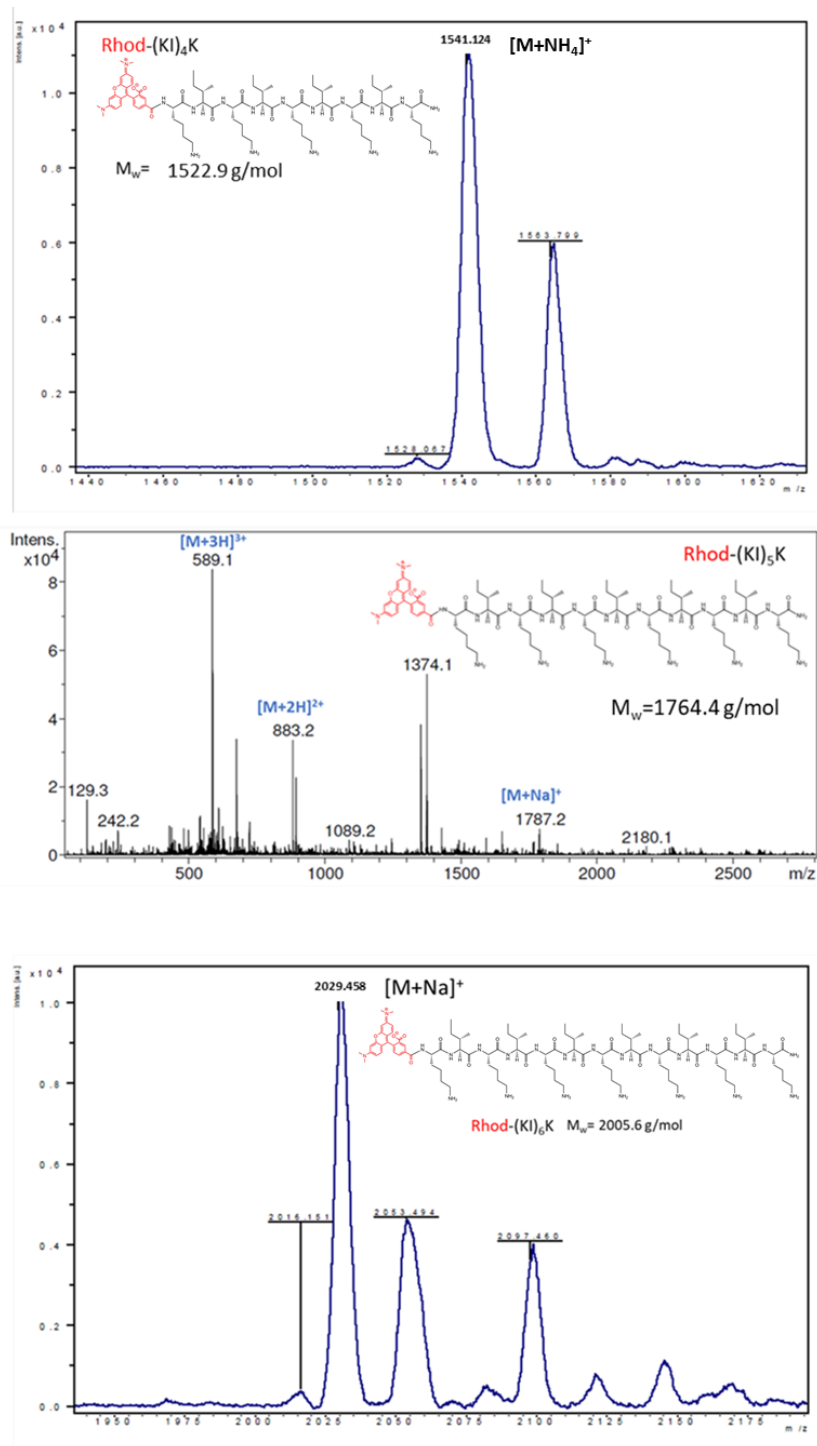 Intens. [a.u.]
x10⁴
1541.124
[M+NH₄]⁺
Rhod-(KI)₄K
M_w= 1522.9 g/mol
1.0
0.8
0.6
0.4
0.2
0.0
1563.799
1528.067
1440 1460 1480 1500 1520 1540 1560 1580 1600 1620
m/z
Intens.
x10⁴
[M+3H]³⁺
589.1
Rhod-(KI)₅K
8
6
4
2
0
1374.1
[M+2H]²⁺
883.2
M_w=1764.4 g/mol
129.3
242.2
1089.2
[M+Na]⁺
1787.2
2180.1
500 1000 1500 2000 2500 m/z
Intens. [a.u.]
x10⁴
2029.458
[M+Na]⁺
1.0
0.8
0.6
0.4
0.2
0.0
Rhod-(KI)₆K M_w= 2005.6 g/mol
2016.151
2053.494
2097.460
1950 1975 2000 2025 2050 2075 2100 2125 2150 2175
m/z